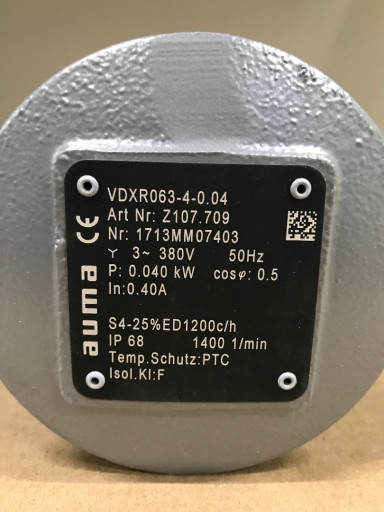 VDXR063-4-0.04
Art Nr: Z107.709
Nr: 1713MM07403
Y 3~ 380V 50Hz
P: 0.040 kW cosφ: 0.5
In:0.40A
S4-25%ED1200c/h
IP 68 1400 1/min
Temp.Schutz:PTC
Isol.Kl:F
auma CE